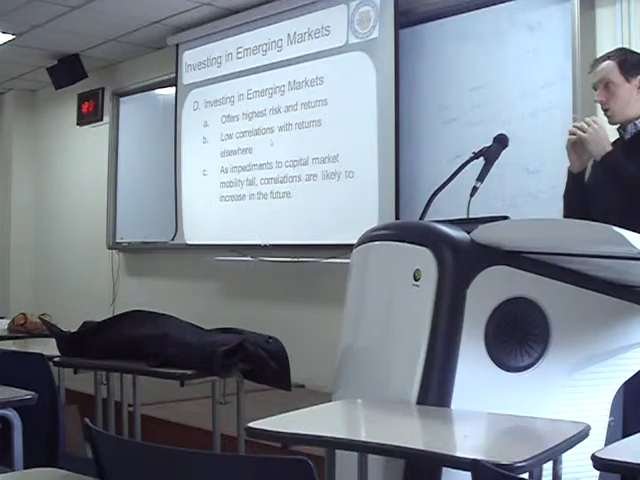 Investing in Emerging Markets
D. Investing in Emerging Markets
a. Offers highest risk and returns
b. Low correlations with returns
elsewhere
c. As impediments to capital market
mobility fall, correlations are likely to
increase in the future.